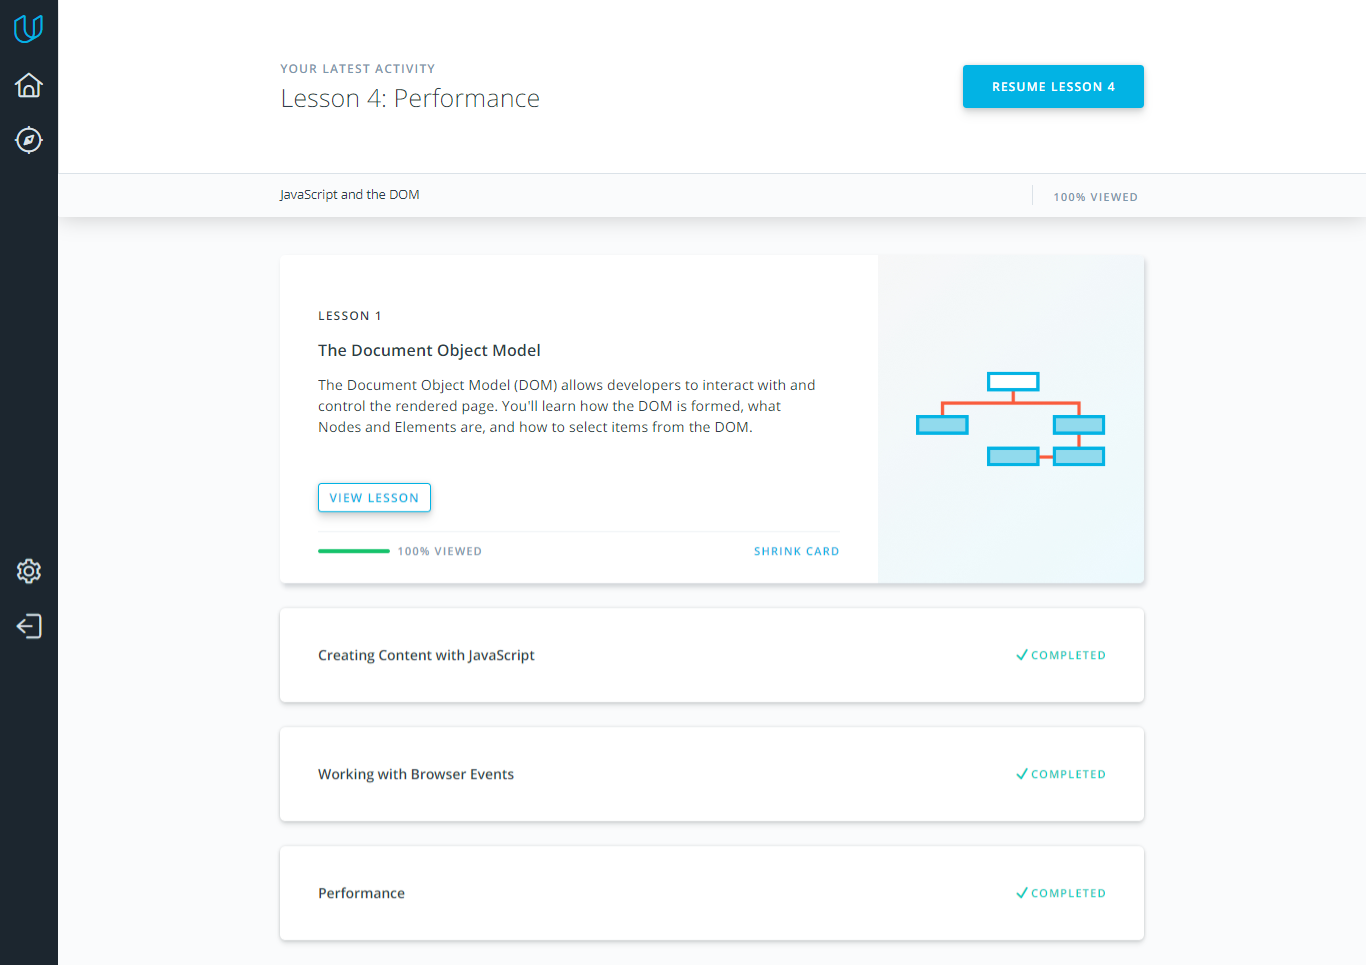 YOUR LATEST ACTIVITY
Lesson 4: Performance
RESUME LESSON 4
JavaScript and the DOM
100% VIEWED
LESSON 1
The Document Object Model
The Document Object Model (DOM) allows developers to interact with and
control the rendered page. You'll learn how the DOM is formed, what
Nodes and Elements are, and how to select items from the DOM.
VIEW LESSON
100% VIEWED
SHRINK CARD
Creating Content with JavaScript
COMPLETED
Working with Browser Events
COMPLETED
Performance
COMPLETED